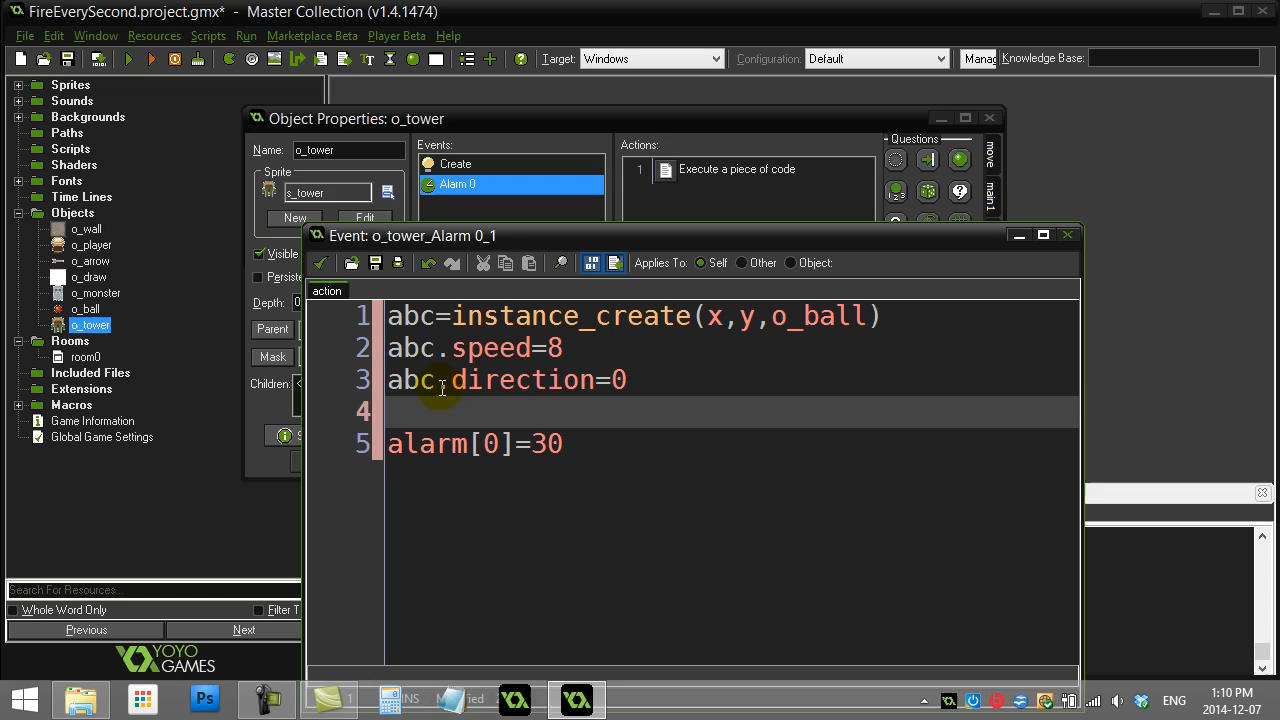 FireEverySecond.project.gmx* - Master Collection (v1.4.1474)
File Edit Window Resources Scripts Run Marketplace Beta Player Beta Help
Target: Windows Configuration: Default Manag Knowledge Base:
Sprites
Sounds
Backgrounds
Paths
Scripts
Shaders
Fonts
Time Lines
Objects
o_wall
o_player
o_arrow
o_draw
o_monster
o_ball
o_tower
Rooms
room0
Included Files
Extensions
Macros
Game Information
Global Game Settings
Search For Resources...
Whole Word Only Filter T
Previous Next
YOYO
GAMES
Object Properties: o_tower
Name: o_tower
Sprite
s_tower
New Edit
Visible
Persiste
Depth: 0
Parent
Mask
Children: <
Events:
Create
Alarm 0
Actions:
1 Execute a piece of code
Questions
move
main1
Event: o_tower_Alarm 0_1
Applies To: Self Other Object:
action
1 abc=instance_create(x,y,o_ball)
2 abc.speed=8
3 abc.direction=0
4
5 alarm[0]=30
Ps
1
ENG
1:10 PM
2014-12-07